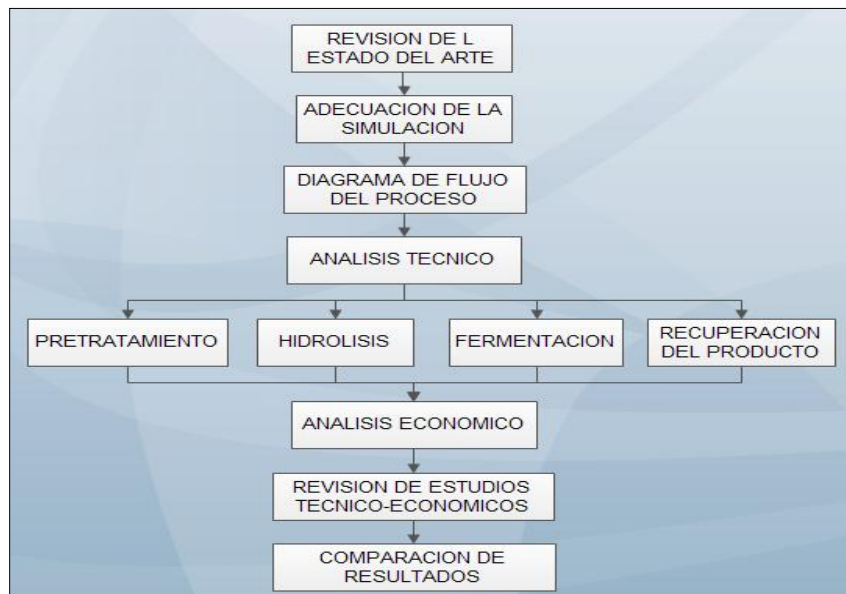 REVISION DE L
ESTADO DEL ARTE
ADECUACION DE LA
SIMULACION
DIAGRAMA DE FLUJO
DEL PROCESO
ANALISIS TECNICO
PRETRATAMIENTO
HIDROLISIS
FERMENTACION
RECUPERACION
DEL PRODUCTO
ANALISIS ECONOMICO
REVISION DE ESTUDIOS
TECNICO-ECONOMICOS
COMPARACION DE
RESULTADOS